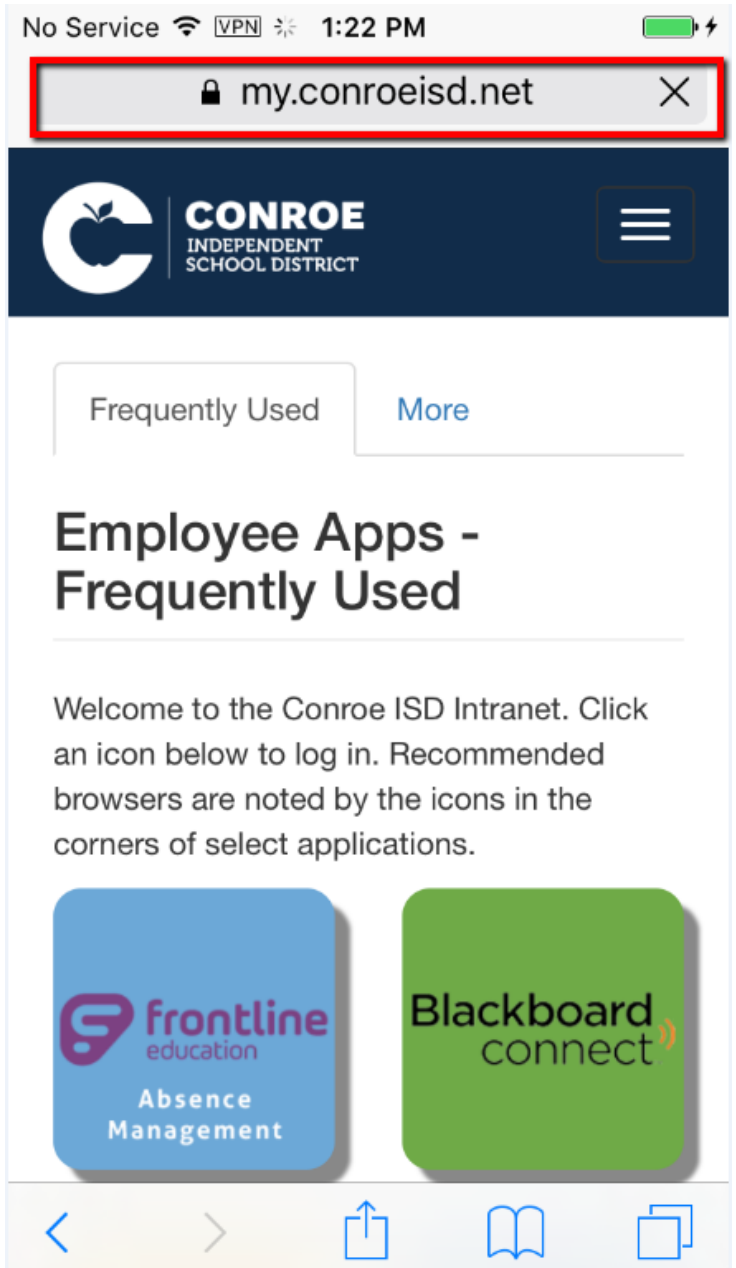 No Service VPN 1:22 PM
my.conroeisd.net
CONROE
INDEPENDENT
SCHOOL DISTRICT
Frequently Used More
Employee Apps -
Frequently Used
Welcome to the Conroe ISD Intranet. Click
an icon below to log in. Recommended
browsers are noted by the icons in the
corners of select applications.
frontline
education
Absence
Management
Blackboard
connect